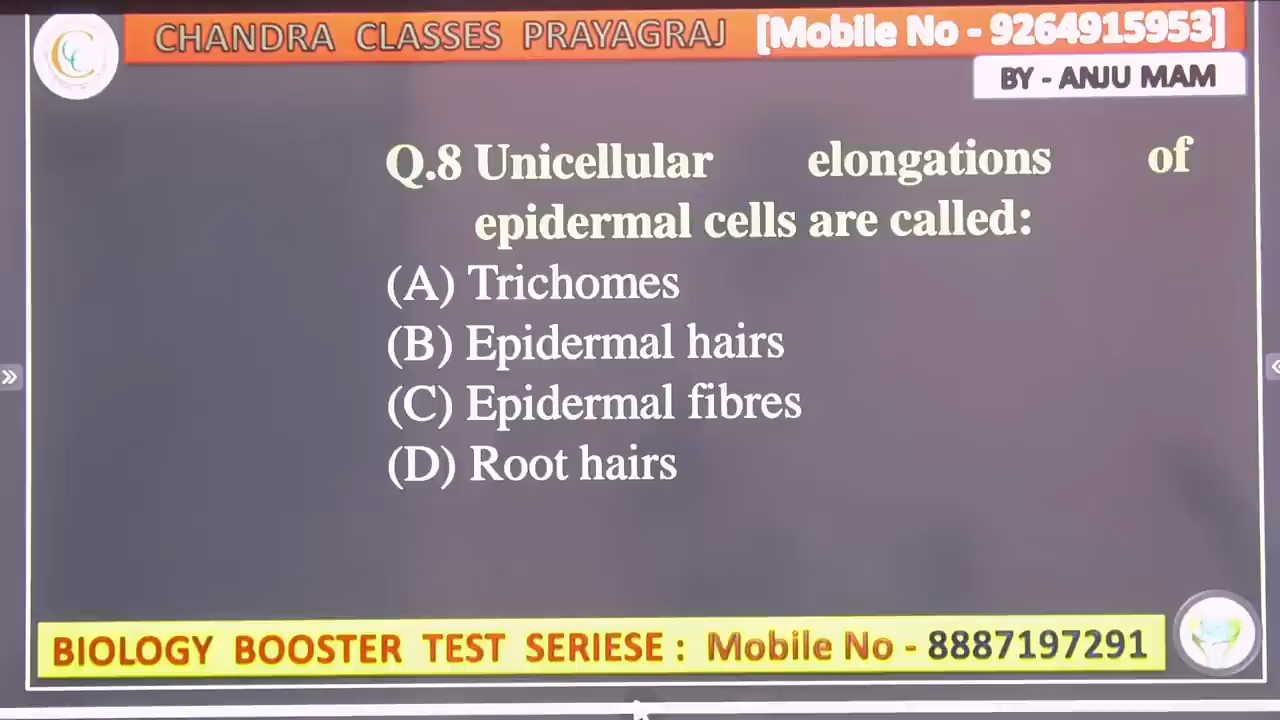 CHANDRA CLASSES PRAYAGRAJ [Mobile No - 9264915953]
BY - ANJU MAM
Q.8 Unicellular elongations of
epidermal cells are called:
(A) Trichomes
(B) Epidermal hairs
(C) Epidermal fibres
(D) Root hairs
BIOLOGY BOOSTER TEST SERIESE : Mobile No - 8887197291